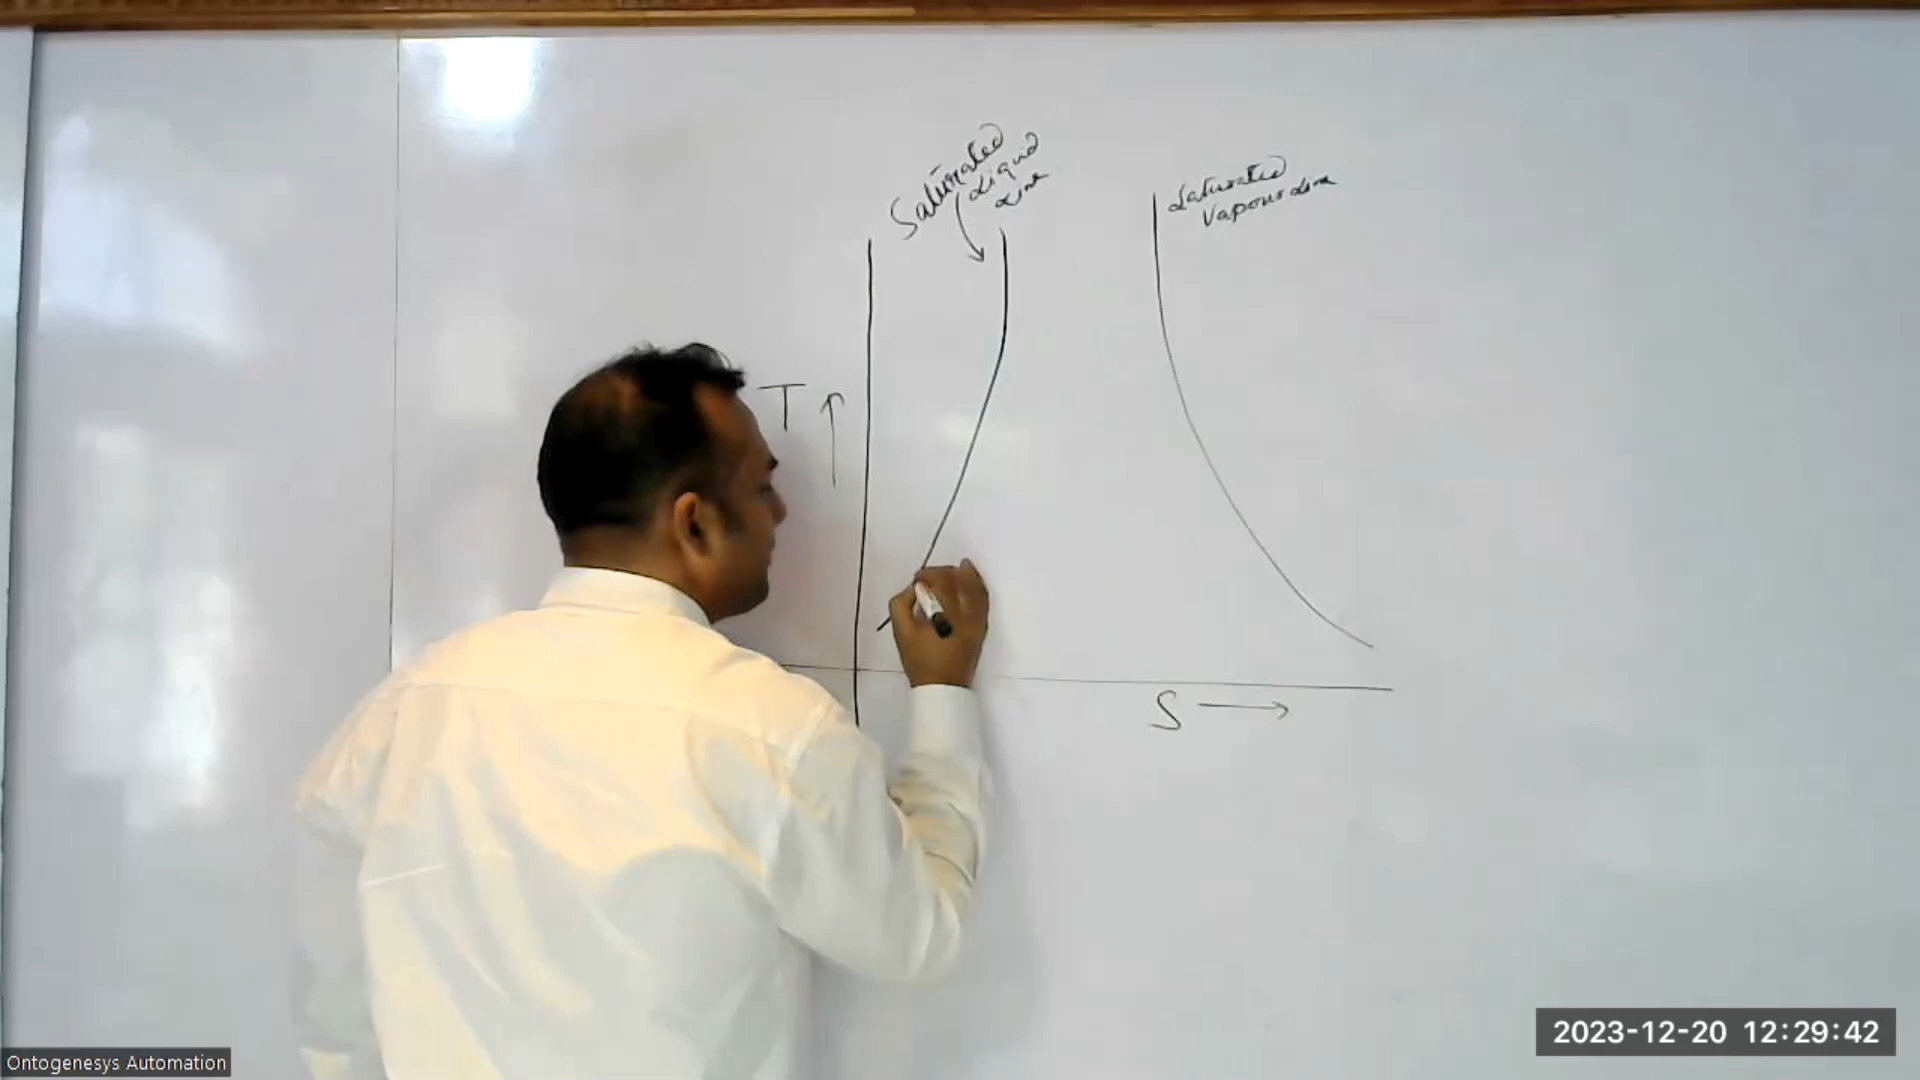 Saturated
Liquid
Line
Saturated
Vapour Line
T
S
2023-12-20 12:29:42
Ontogenesys Automation